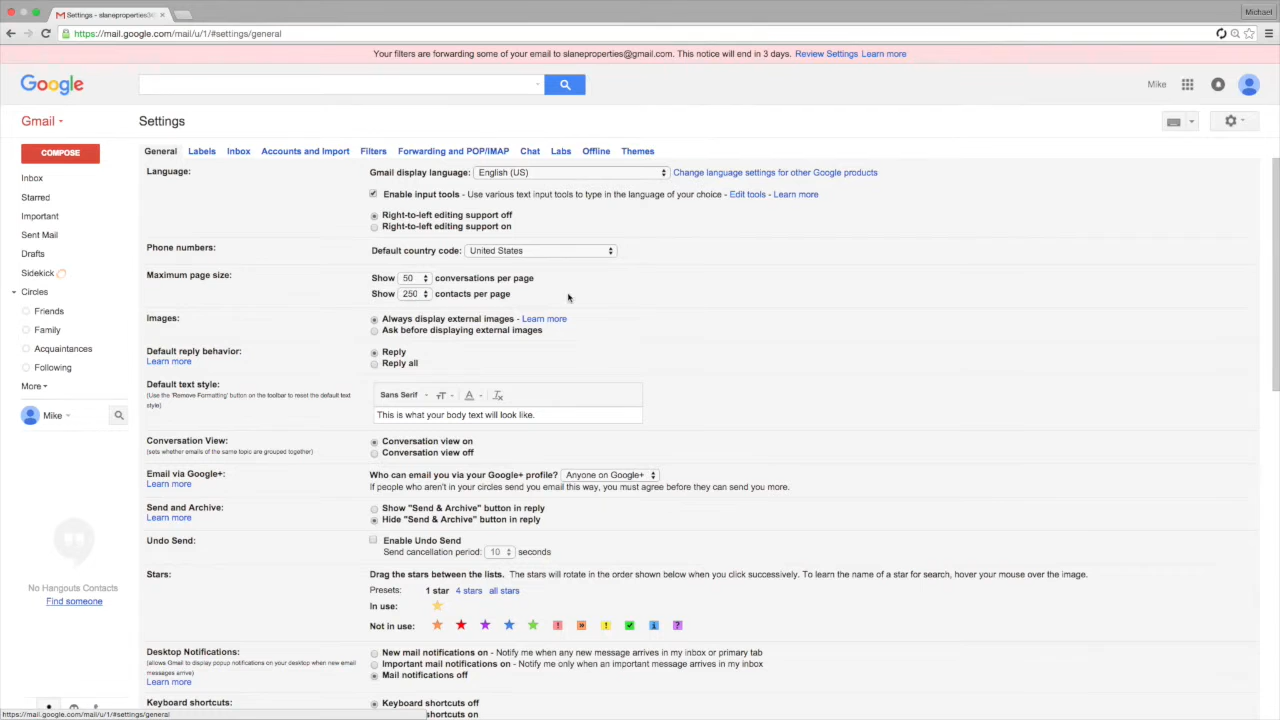 Settings - slaneproperties36
Michael
https://mail.google.com/mail/u/1/#settings/general
Your filters are forwarding some of your email to slaneproperties@gmail.com. This notice will end in 3 days. Review Settings Learn more
Google
Mike
Gmail
Settings
COMPOSE
General Labels Inbox Accounts and Import Filters Forwarding and POP/IMAP Chat Labs Offline Themes
Inbox
Starred
Important
Sent Mail
Drafts
Sidekick
Circles
Friends
Family
Acquaintances
Following
More
Mike
No Hangouts Contacts
Find someone
Language:
Gmail display language: English (US) Change language settings for other Google products
Enable input tools - Use various text input tools to type in the language of your choice - Edit tools - Learn more
Right-to-left editing support off
Right-to-left editing support on
Phone numbers:
Default country code: United States
Maximum page size:
Show 50 conversations per page
Show 250 contacts per page
Images:
Always display external images - Learn more
Ask before displaying external images
Default reply behavior:
Learn more
Reply
Reply all
Default text style:
(Use the 'Remove Formatting' button on the toolbar to reset the default text
style)
Sans Serif
This is what your body text will look like.
Conversation View:
(sets whether emails of the same topic are grouped together)
Conversation view on
Conversation view off
Email via Google+:
Learn more
Who can email you via your Google+ profile? Anyone on Google+
If people who aren't in your circles send you email this way, you must agree before they can send you more.
Send and Archive:
Learn more
Show "Send & Archive" button in reply
Hide "Send & Archive" button in reply
Undo Send:
Enable Undo Send
Send cancellation period: 10 seconds
Stars:
Drag the stars between the lists. The stars will rotate in the order shown below when you click successively. To learn the name of a star for search, hover your mouse over the image.
Presets: 1 star 4 stars all stars
In use:
Not in use:
Desktop Notifications:
(allows Gmail to display popup notifications on your desktop when new email
messages arrive)
Learn more
New mail notifications on - Notify me when any new message arrives in my inbox or primary tab
Important mail notifications on - Notify me only when an important message arrives in my inbox
Mail notifications off
Keyboard shortcuts:
Keyboard shortcuts off
shortcuts on
https://mail.google.com/mail/u/1/#settings/general